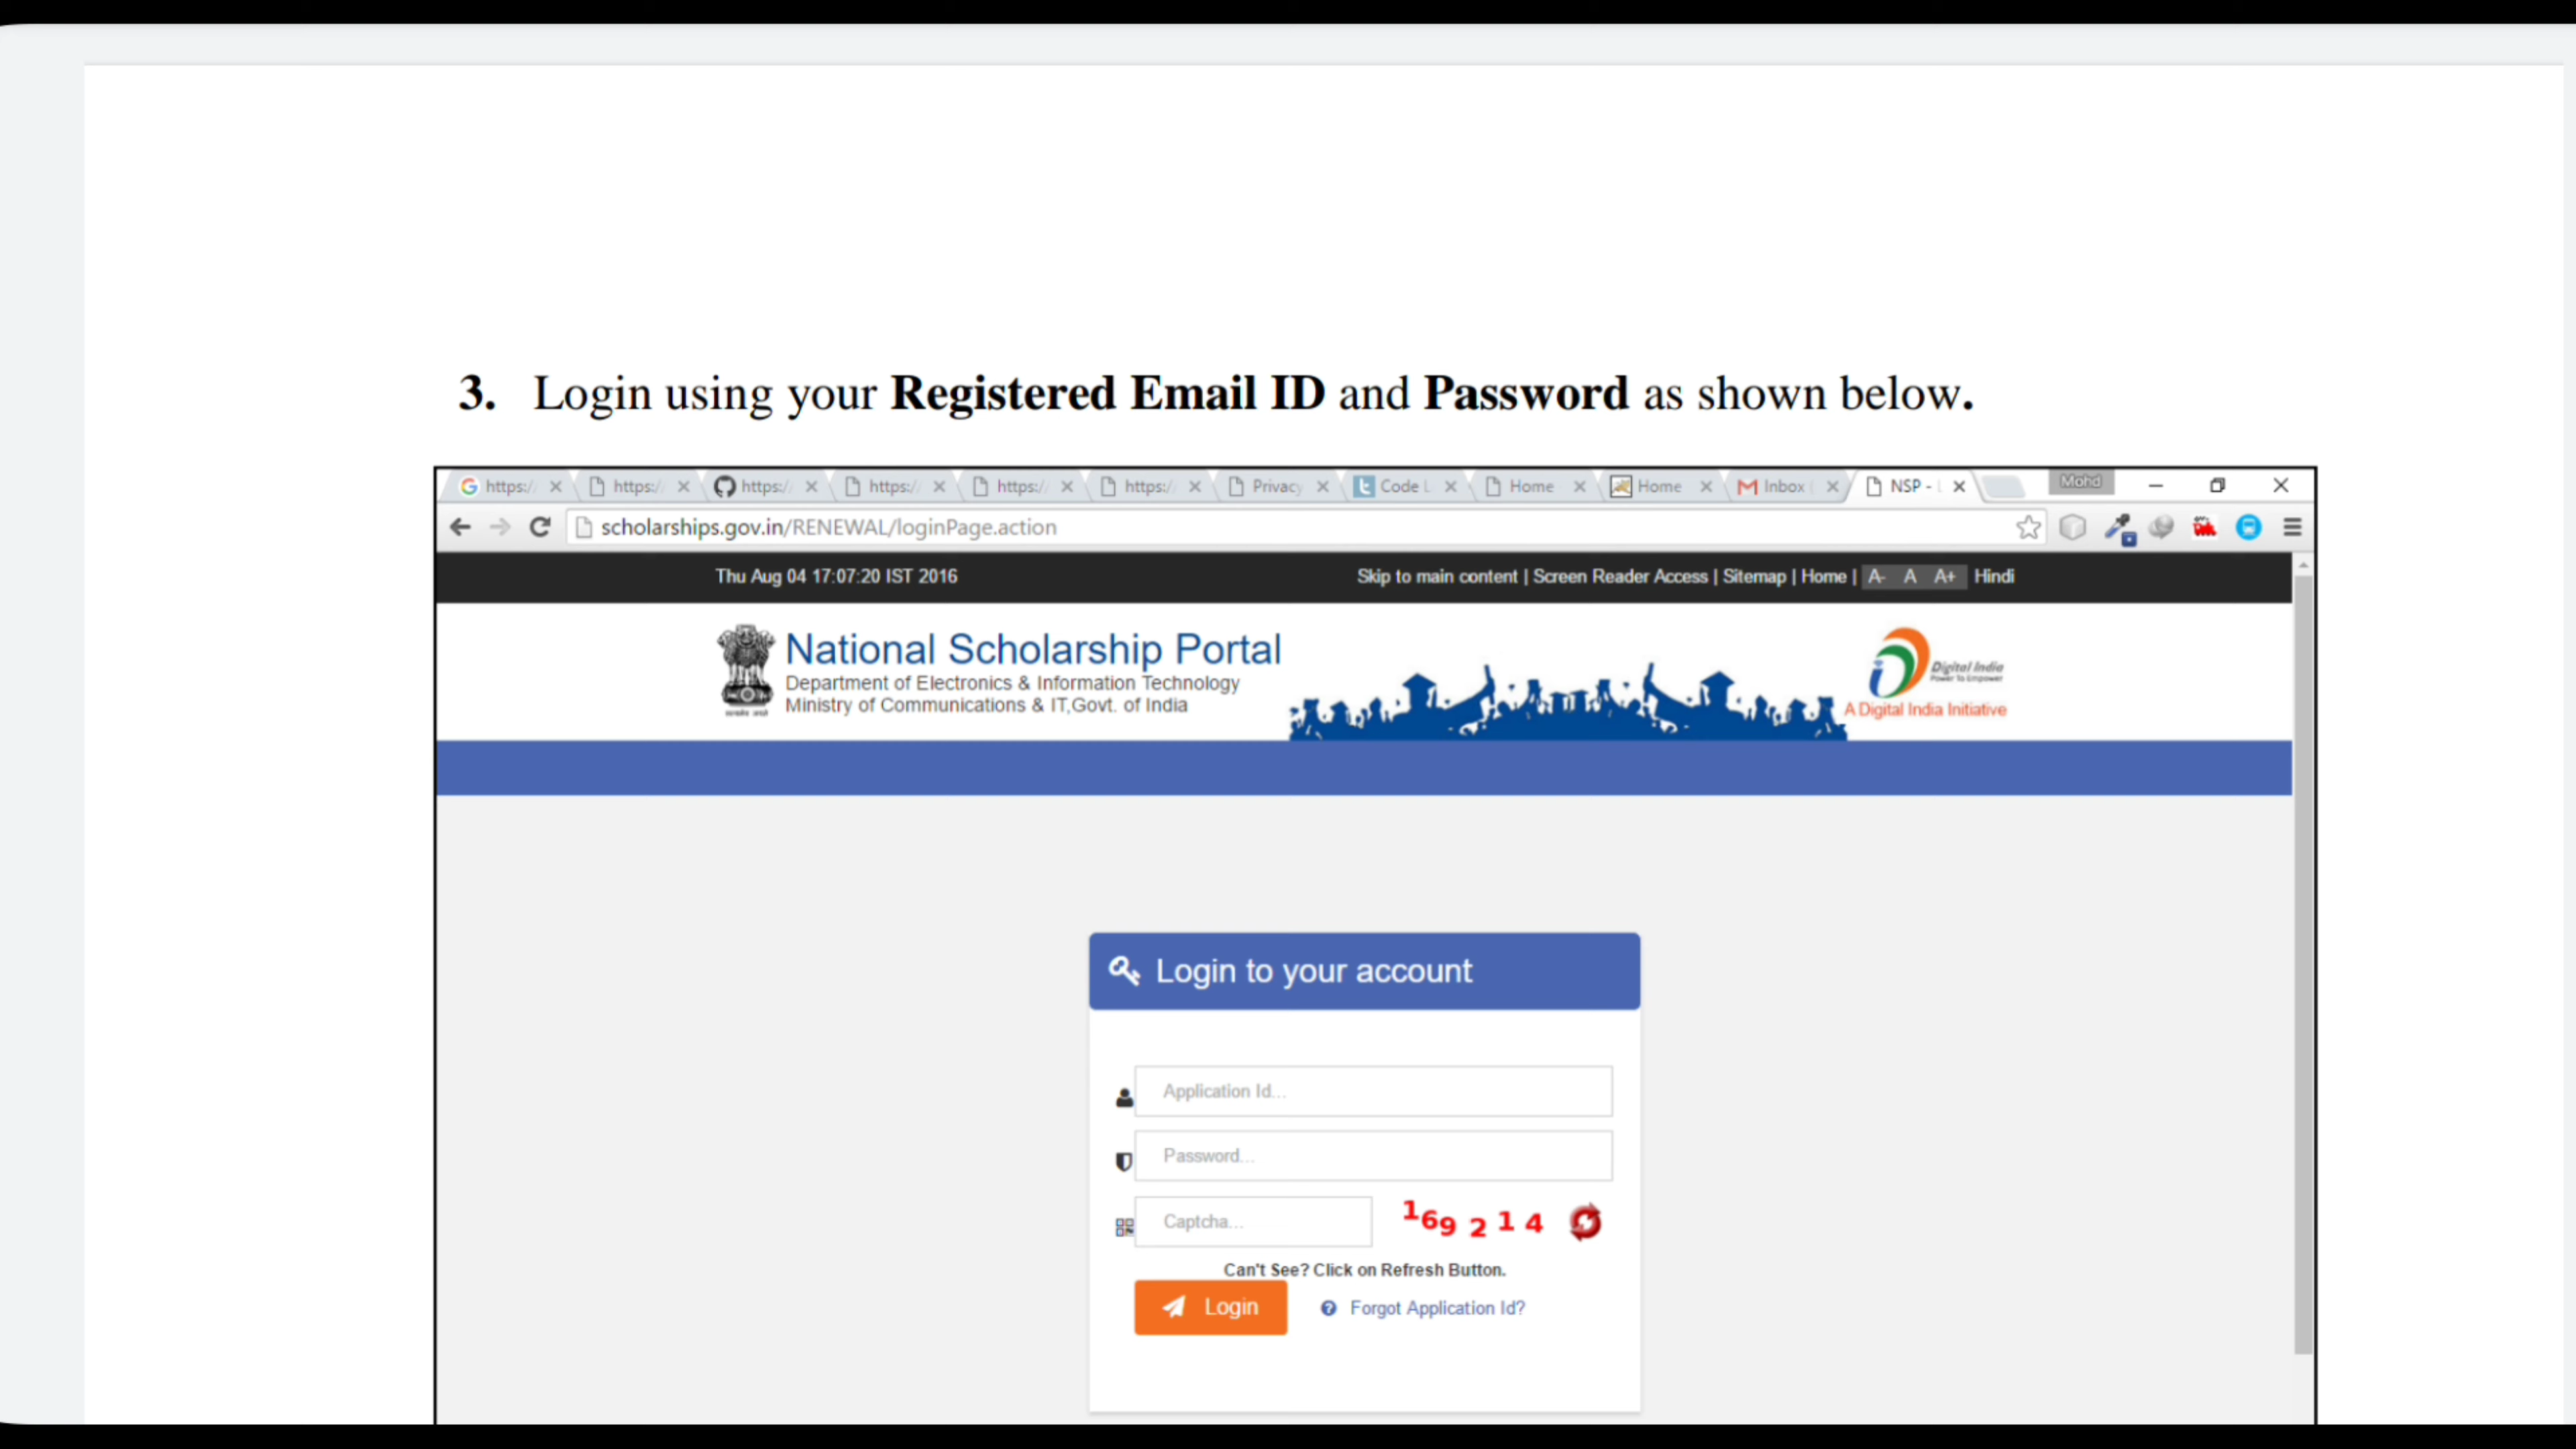 3. Login using your Registered Email ID and Password as shown below.
https:/ https:/ https:/ https:/ https:/ https:/ Privacy Code L Home Home Inbox ( NSP - L Mohd
scholarships.gov.in/RENEWAL/loginPage.action
Thu Aug 04 17:07:20 IST 2016 Skip to main content | Screen Reader Access | Sitemap | Home | A- A A+ Hindi
National Scholarship Portal
Department of Electronics & Information Technology
Ministry of Communications & IT,Govt. of India
Digital India
Power To Empower
A Digital India Initiative
Login to your account
Application Id...
Password...
Captcha... 169214
Can't See? Click on Refresh Button.
Login Forgot Application Id?